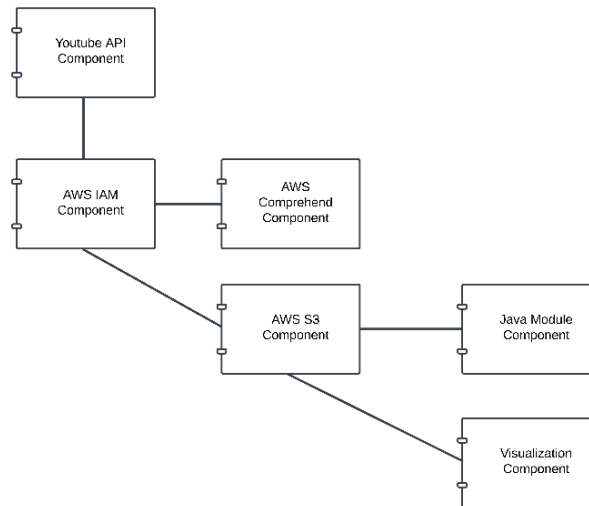 Youtube API
Component
AWS IAM
Component
AWS
Comprehend
Component
AWS S3
Component
Java Module
Component
Visualization
Component